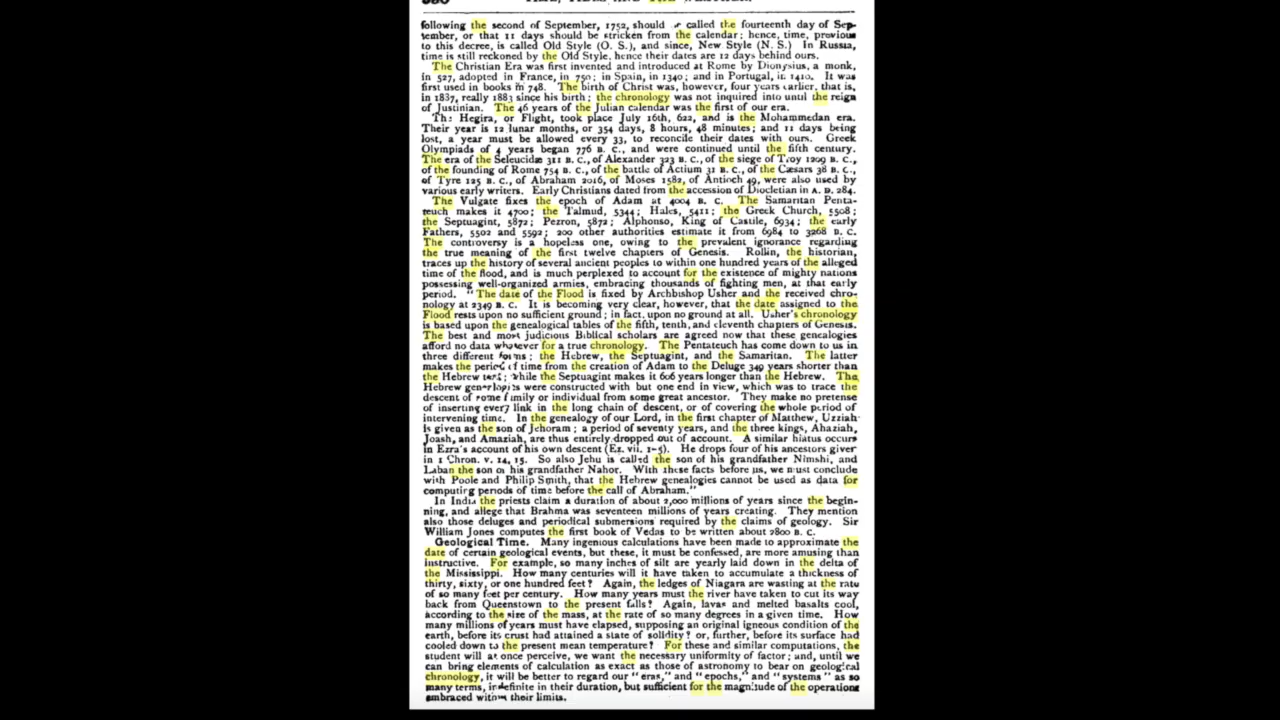 following the second of September, 1752, should called the fourteenth day of Sep-
tember, or that 11 days should be stricken from the calendar; hence, time, previous
to this decree, is called Old Style (O. S.), and since, New Style (N. S.) In Russia,
time is still reckoned by the Old Style, hence their dates are 12 days behind ours.
The Christian Era was first invented and introduced at Rome by Dionysius, a monk,
in 527, adopted in France, in 750; in Spain, in 1340; and in Portugal, in 1410. It was
first used in books in 748. The birth of Christ was, however, four years earlier, that is,
in 1837, really 1883 since his birth; the chronology was not inquired into until the reign
of Justinian. The 46 years of the Julian calendar was the first of our era.
The Hegira, or Flight, took place July 16th, 622, and is the Mohammedan era.
Their year is 12 lunar months, or 354 days, 8 hours, 48 minutes; and 11 days being
lost, a year must be allowed every 33, to reconcile their dates with ours. Greek
Olympiads of 4 years began 776 B. C., and were continued until the fifth century.
The era of the Seleucidæ 311 B. C., of Alexander 323 B. C., of the siege of Troy 1209 B. C.,
of the founding of Rome 754 B. C., of the battle of Actium 31 B. C., of the Cæsars 38 B. C.,
of Tyre 125 B. C., of Abraham 2016, of Moses 1582, of Antioch 49, were also used by
various early writers. Early Christians dated from the accession of Diocletian in A. D. 284.
The Vulgate fixes the epoch of Adam at 4004 B. C. The Samaritan Penta-
teuch makes it 4700; the Talmud, 5344; Hales, 5411; the Greek Church, 5508;
the Septuagint, 5872; Pezron, 5872; Alphonso, King of Castile, 6934; the early
Fathers, 5502 and 5592; 200 other authorities estimate it from 6984 to 3268 B. C.
The controversy is a hopeless one, owing to the prevalent ignorance regarding
the true meaning of the first twelve chapters of Genesis. Rollin, the historian,
traces up the history of several ancient peoples to within one hundred years of the alleged
time of the flood, and is much perplexed to account for the existence of mighty nations
possessing well-organized armies, embracing thousands of fighting men, at that early
period. "The date of the Flood is fixed by Archbishop Usher and the received chro-
nology at 2349 B. C. It is becoming very clear, however, that the date assigned to the
Flood rests upon no sufficient ground; in fact, upon no ground at all. Usher's chronology
is based upon the genealogical tables of the fifth, tenth, and eleventh chapters of Genesis.
The best and most judicious Biblical scholars are agreed now that these genealogies
afford no data whatever for a true chronology. The Pentateuch has come down to us in
three different forms; the Hebrew, the Septuagint, and the Samaritan. The latter
makes the period of time from the creation of Adam to the Deluge 349 years shorter than
the Hebrew text; while the Septuagint makes it 606 years longer than the Hebrew. The
Hebrew genealogies were constructed with but one end in view, which was to trace the
descent of some family or individual from some great ancestor. They make no pretense
of inserting every link in the long chain of descent, or of covering the whole period of
intervening time. In the genealogy of our Lord, in the first chapter of Matthew, Uzziah
is given as the son of Jehoram; a period of seventy years, and the three kings, Ahaziah,
Joash, and Amaziah, are thus entirely dropped out of account. A similar hiatus occurs
in Ezra's account of his own descent (Ez. vii, 1-5). He drops four of his ancestors given
in 1 Chron. v. 14, 15. So also Jehu is called the son of his grandfather Nimshi, and
Laban the son of his grandfather Nahor. With these facts before us, we must conclude
with Poole and Philip Smith, that the Hebrew genealogies cannot be used as data for
computing periods of time before the call of Abraham."
In India the priests claim a duration of about 2,000 millions of years since the begin-
ning, and allege that Brahma was seventeen millions of years creating. They mention
also those deluges and periodical submersions required by the claims of geology. Sir
William Jones computes the first book of Vedas to be written about 2800 B. C.
Geological Time. Many ingenious calculations have been made to approximate the
date of certain geological events, but these, it must be confessed, are more amusing than
instructive. For example, so many inches of silt are yearly laid down in the delta of
the Mississippi. How many centuries will it have taken to accumulate a thickness of
thirty, sixty, or one hundred feet? Again, the ledges of Niagara are wasting at the rate
of so many feet per century. How many years must the river have taken to cut its way
back from Queenstown to the present falls? Again, lavas and melted basalts cool,
according to the size of the mass, at the rate of so many degrees in a given time. How
many millions of years must have elapsed, supposing an original igneous condition of the
earth, before its crust had attained a state of solidity? or, further, before its surface had
cooled down to the present mean temperature? For these and similar computations, the
student will at once perceive, we want the necessary uniformity of factor; and, until we
can bring elements of calculation as exact as those of astronomy to bear on geological
chronology, it will be better to regard our "eras," and "epochs," and "systems" as so
many terms, indefinite in their duration, but sufficient for the magnitude of the operations
embraced within their limits.